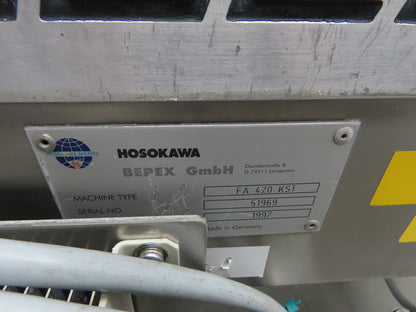 HOSOKAWA
BEPEX GmbH
Daimlerstraße 8
D-74211 Leingarten
MACHINE TYPE FA 420 KST
SERIAL NO. 51969
1997
Made in Germany